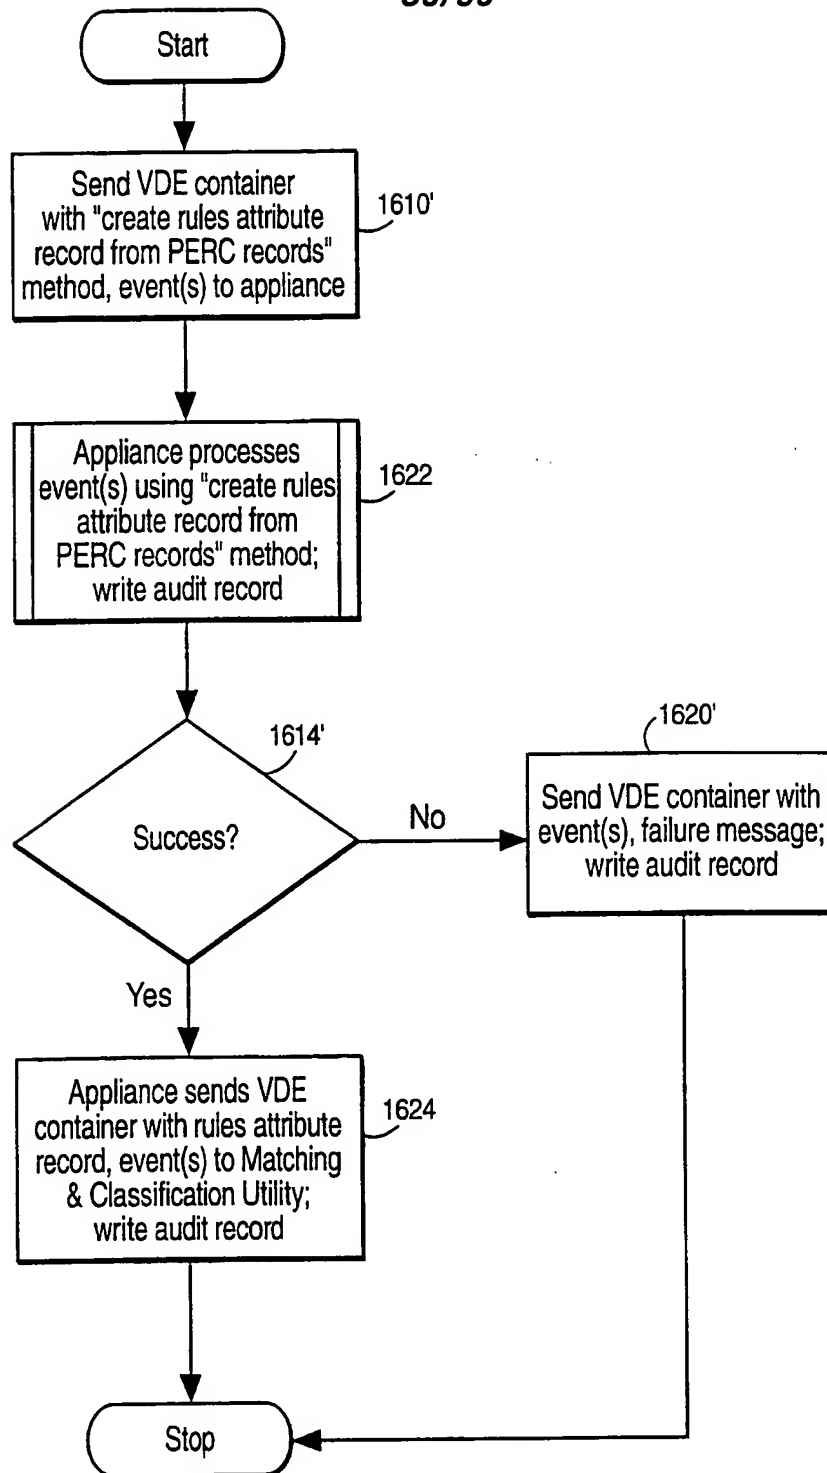 Start
Send VDE container
with "create rules attribute
record from PERC records"
method, event(s) to appliance
1610'
Appliance processes
event(s) using "create rules
attribute record from
PERC records" method;
write audit record
1622
1614'
Success?
No
1620'
Send VDE container with
event(s), failure message;
write audit record
Yes
Appliance sends VDE
container with rules attribute
record, event(s) to Matching
& Classification Utility;
write audit record
1624
Stop